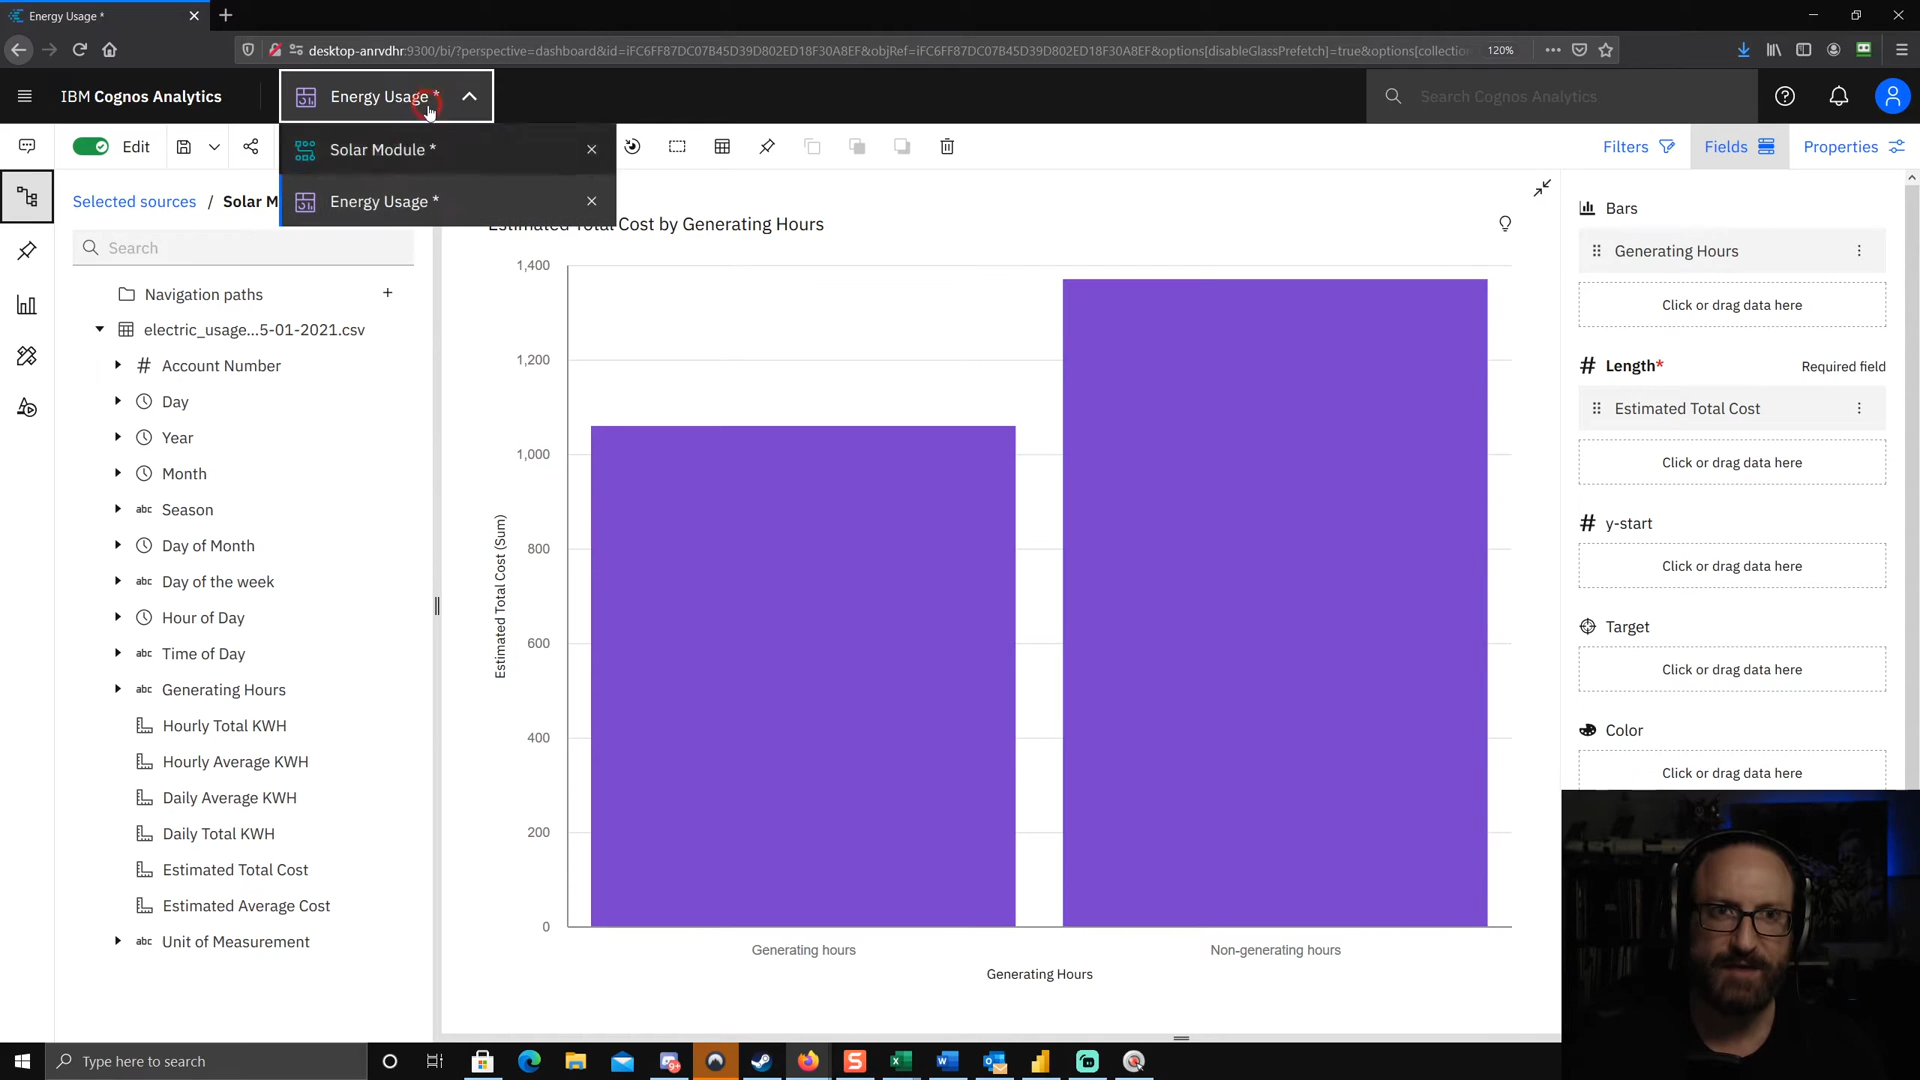 Energy Usage *
desktop-anrvdhr:9300/bi/?perspective=dashboard&id=iFC6FF87DC07B45D39D802ED18F30A8EF&objRef=iFC6FF87DC07B45D39D802ED18F30A8EF&options[disableGlassPrefetch]=true&options[collection
120%
IBM Cognos Analytics
Energy Usage *
Search Cognos Analytics
Edit
Solar Module *
Energy Usage *
Filters
Fields
Properties
Selected sources / Solar M
Estimated Total Cost by Generating Hours
Search
Navigation paths
electric_usage...5-01-2021.csv
Account Number
Day
Year
Month
abc Season
Day of Month
abc Day of the week
Hour of Day
abc Time of Day
abc Generating Hours
Hourly Total KWH
Hourly Average KWH
Daily Average KWH
Daily Total KWH
Estimated Total Cost
Estimated Average Cost
abc Unit of Measurement
Estimated Total Cost (Sum)
1,400
1,200
1,000
800
600
400
200
0
Generating hours
Non-generating hours
Generating Hours
Bars
Generating Hours
Click or drag data here
# Length*
Required field
Estimated Total Cost
Click or drag data here
# y-start
Click or drag data here
Target
Click or drag data here
Color
Click or drag data here
Type here to search